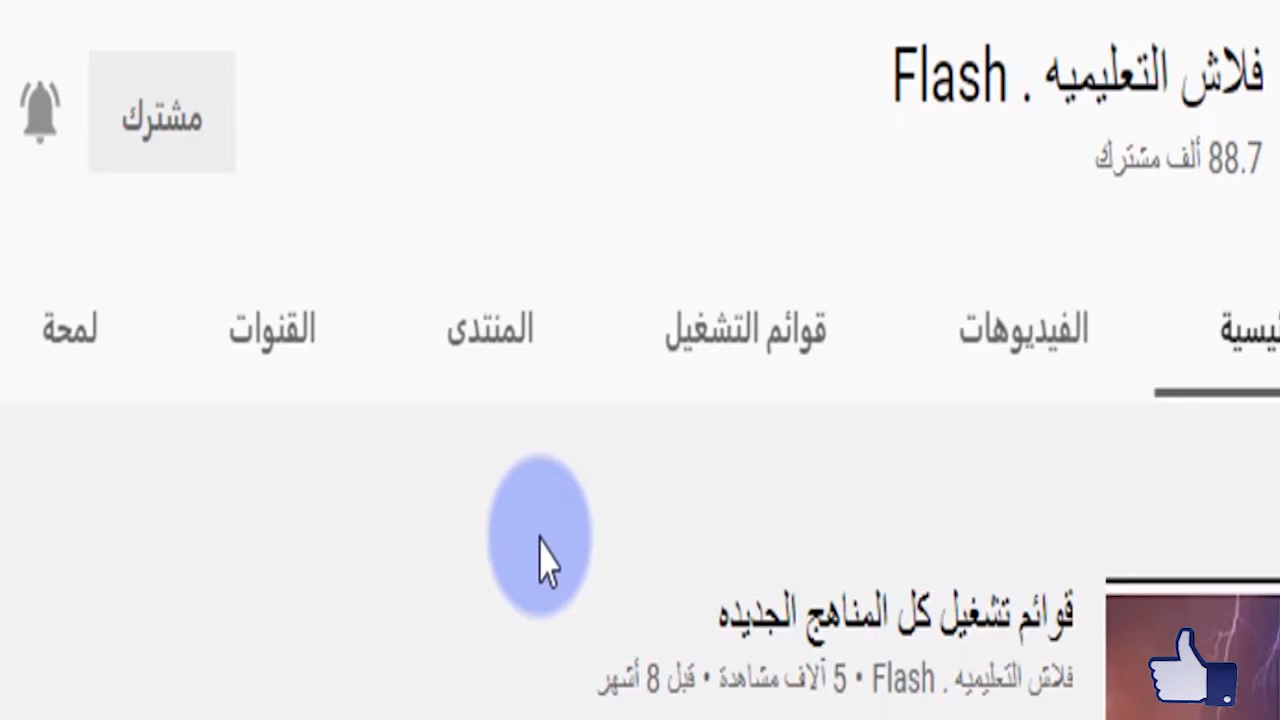 فلاش التعليميه . Flash
88.7 ألف مشترك
مشترك
الفيديوهات
قوائم التشغيل
المنتدى
القنوات
لمحة
قوائم تشغيل كل المناهج الجديده
فلاش التعليميه . Flash • 5 آلاف مشاهدة • قبل 8 أشهر